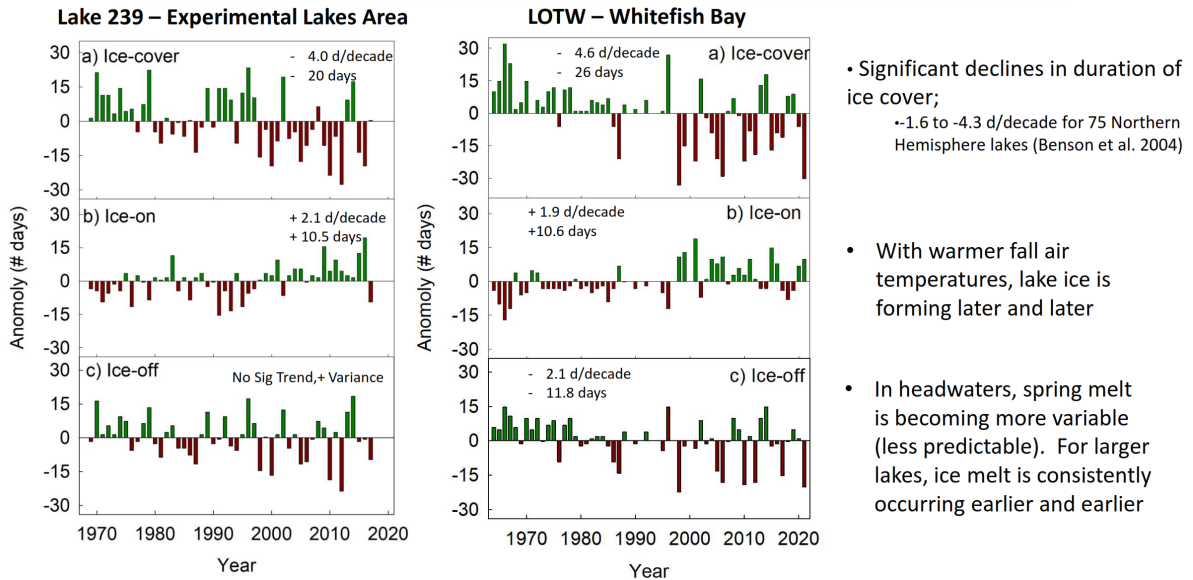 Lake 239 – Experimental Lakes Area
LOTW – Whitefish Bay
Anomoly (# days)
a) Ice-cover
- 4.0 d/decade
- 20 days
30
15
0
-15
-30
b) Ice-on
+ 2.1 d/decade
+ 10.5 days
30
15
0
-15
-30
c) Ice-off
No Sig Trend,+ Variance
30
15
0
-15
-30
1970 1980 1990 2000 2010 2020
Year
Anomoly (# days)
a) Ice-cover
- 4.6 d/decade
- 26 days
30
15
0
-15
-30
b) Ice-on
+ 1.9 d/decade
+10.6 days
30
15
0
-15
-30
c) Ice-off
- 2.1 d/decade
- 11.8 days
30
15
0
-15
-30
1970 1980 1990 2000 2010 2020
Year
• Significant declines in duration of
ice cover;
•-1.6 to -4.3 d/decade for 75 Northern
Hemisphere lakes (Benson et al. 2004)
• With warmer fall air
temperatures, lake ice is
forming later and later
• In headwaters, spring melt
is becoming more variable
(less predictable). For larger
lakes, ice melt is consistently
occurring earlier and earlier